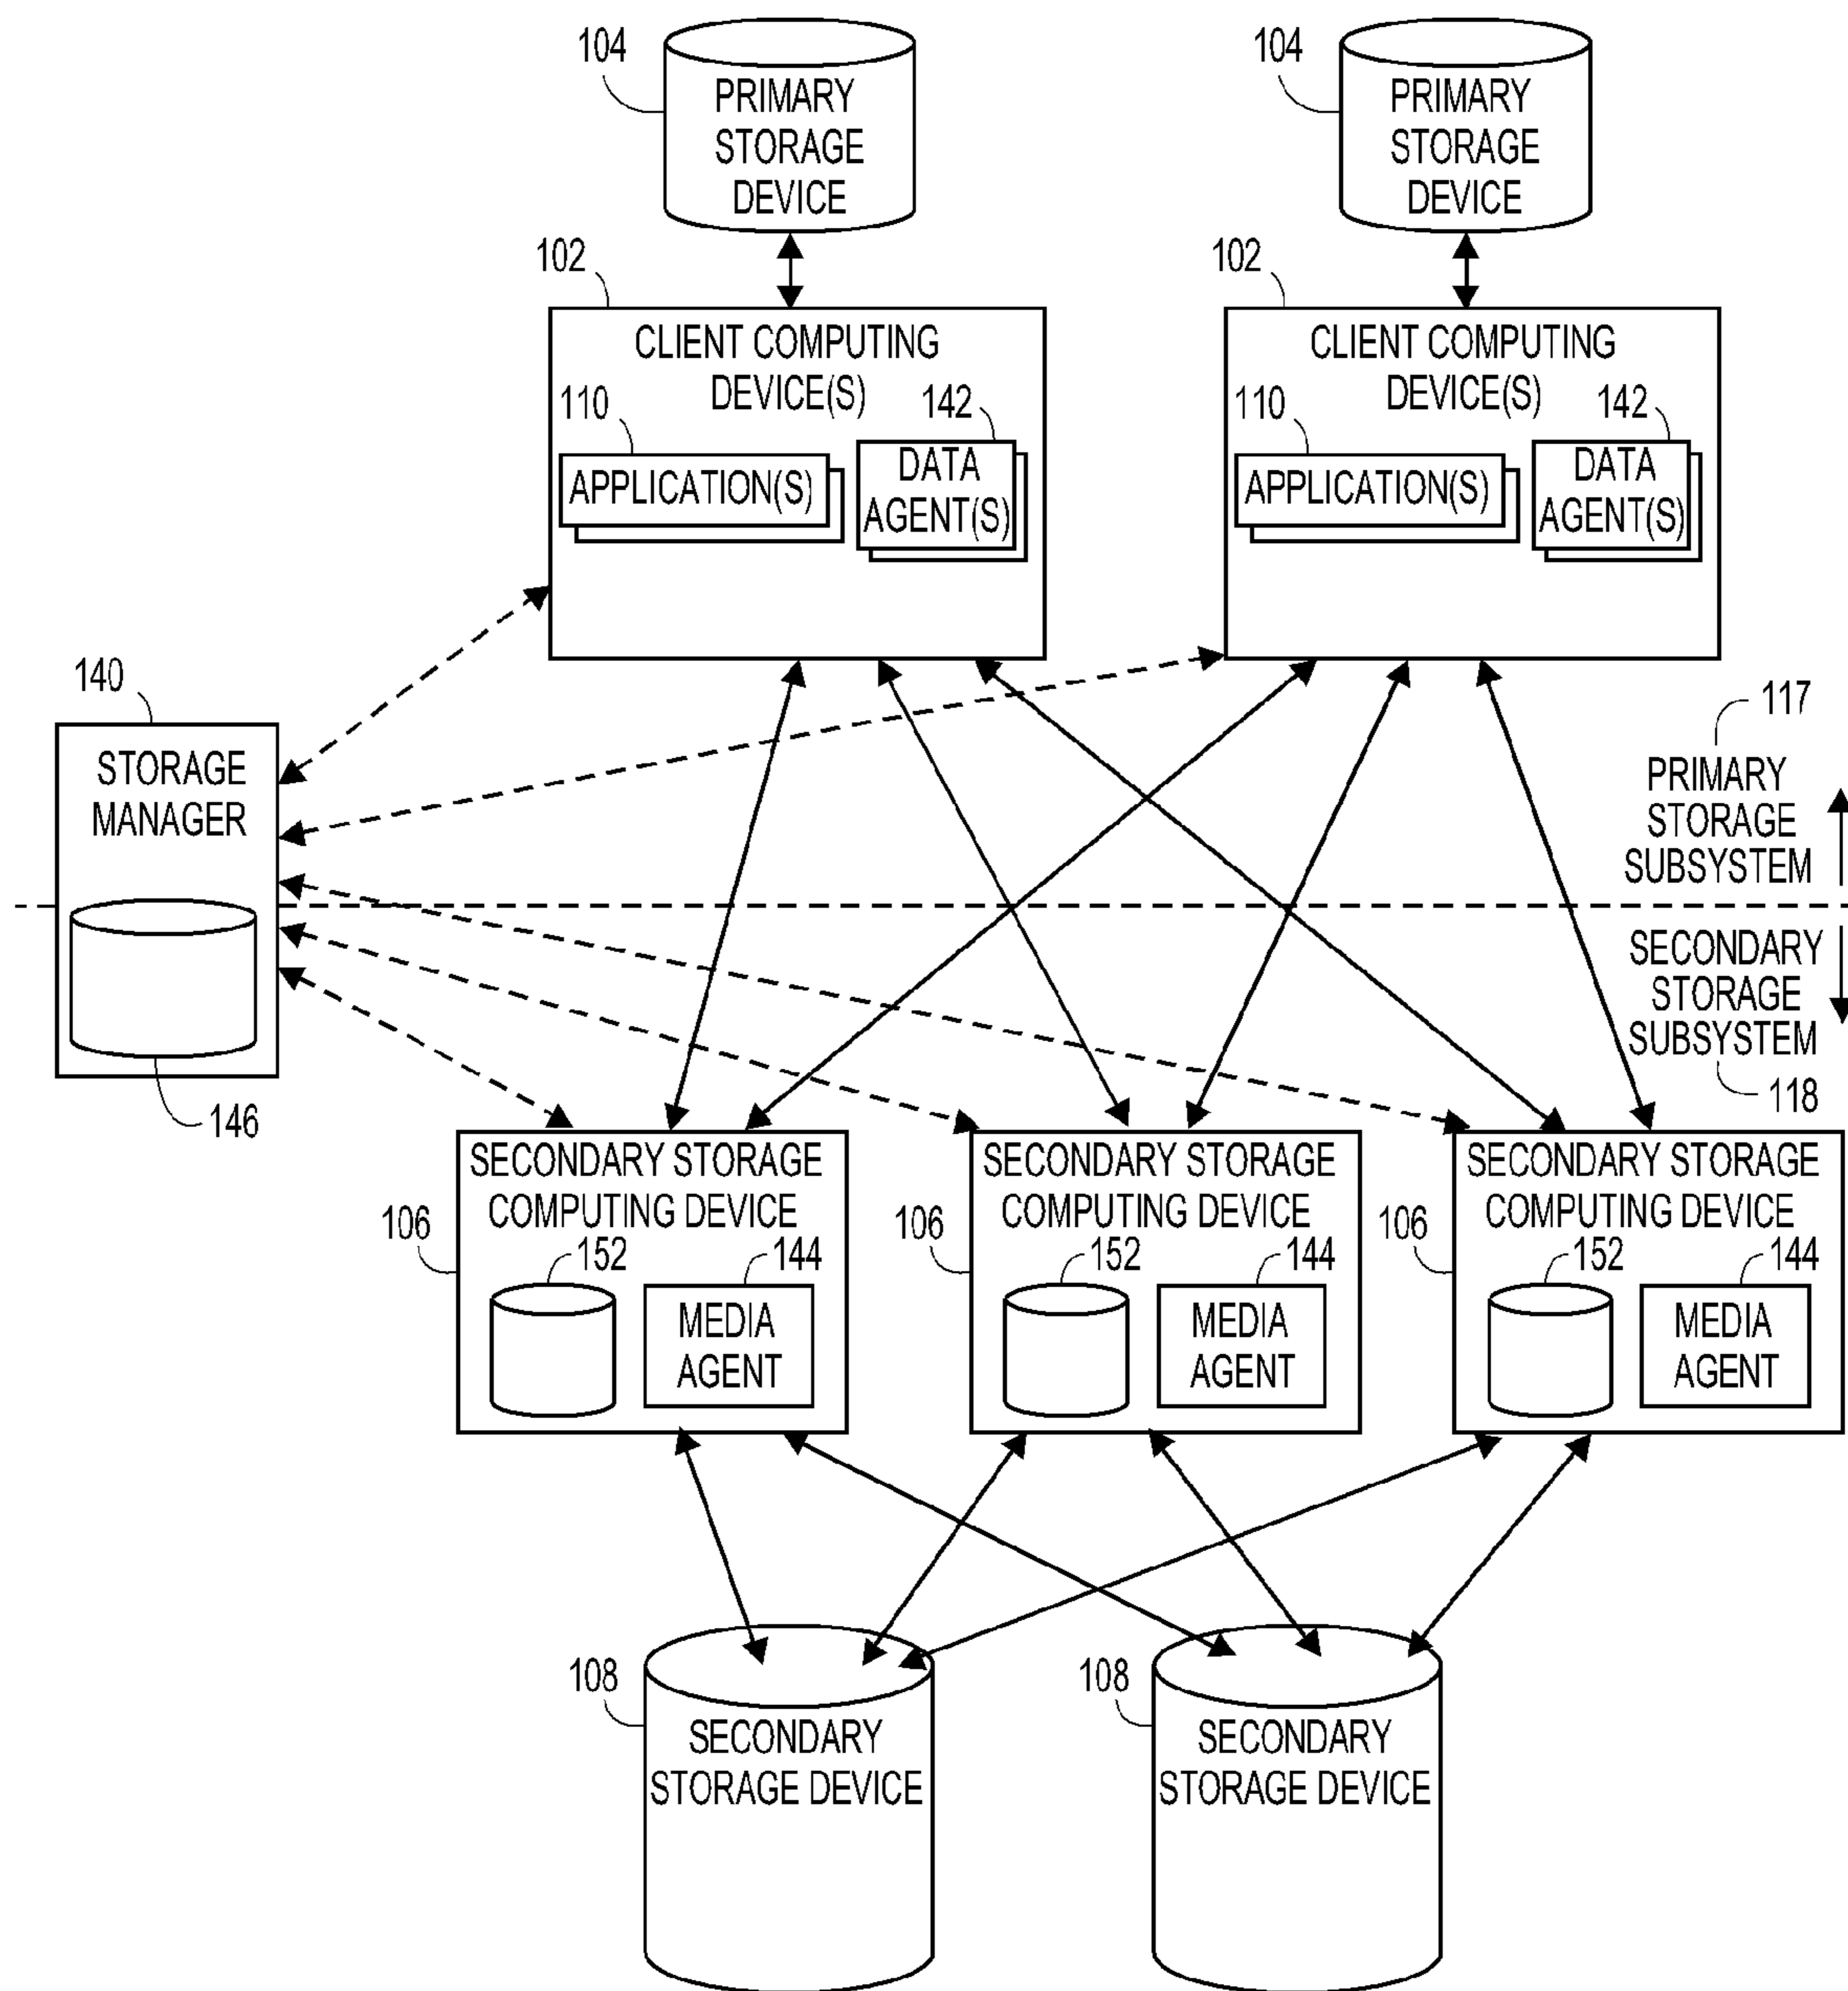 104
PRIMARY
STORAGE
DEVICE
104
PRIMARY
STORAGE
DEVICE
102
CLIENT COMPUTING
DEVICE(S)
110
142
APPLICATION(S)
DATA
AGENT(S)
102
CLIENT COMPUTING
DEVICE(S)
110
142
APPLICATION(S)
DATA
AGENT(S)
140
STORAGE
MANAGER
146
117
PRIMARY
STORAGE
SUBSYSTEM
SECONDARY
STORAGE
SUBSYSTEM
118
SECONDARY STORAGE
COMPUTING DEVICE
106
152
144
MEDIA
AGENT
SECONDARY STORAGE
COMPUTING DEVICE
106
152
144
MEDIA
AGENT
SECONDARY STORAGE
COMPUTING DEVICE
106
152
144
MEDIA
AGENT
108
SECONDARY
STORAGE DEVICE
108
SECONDARY
STORAGE DEVICE